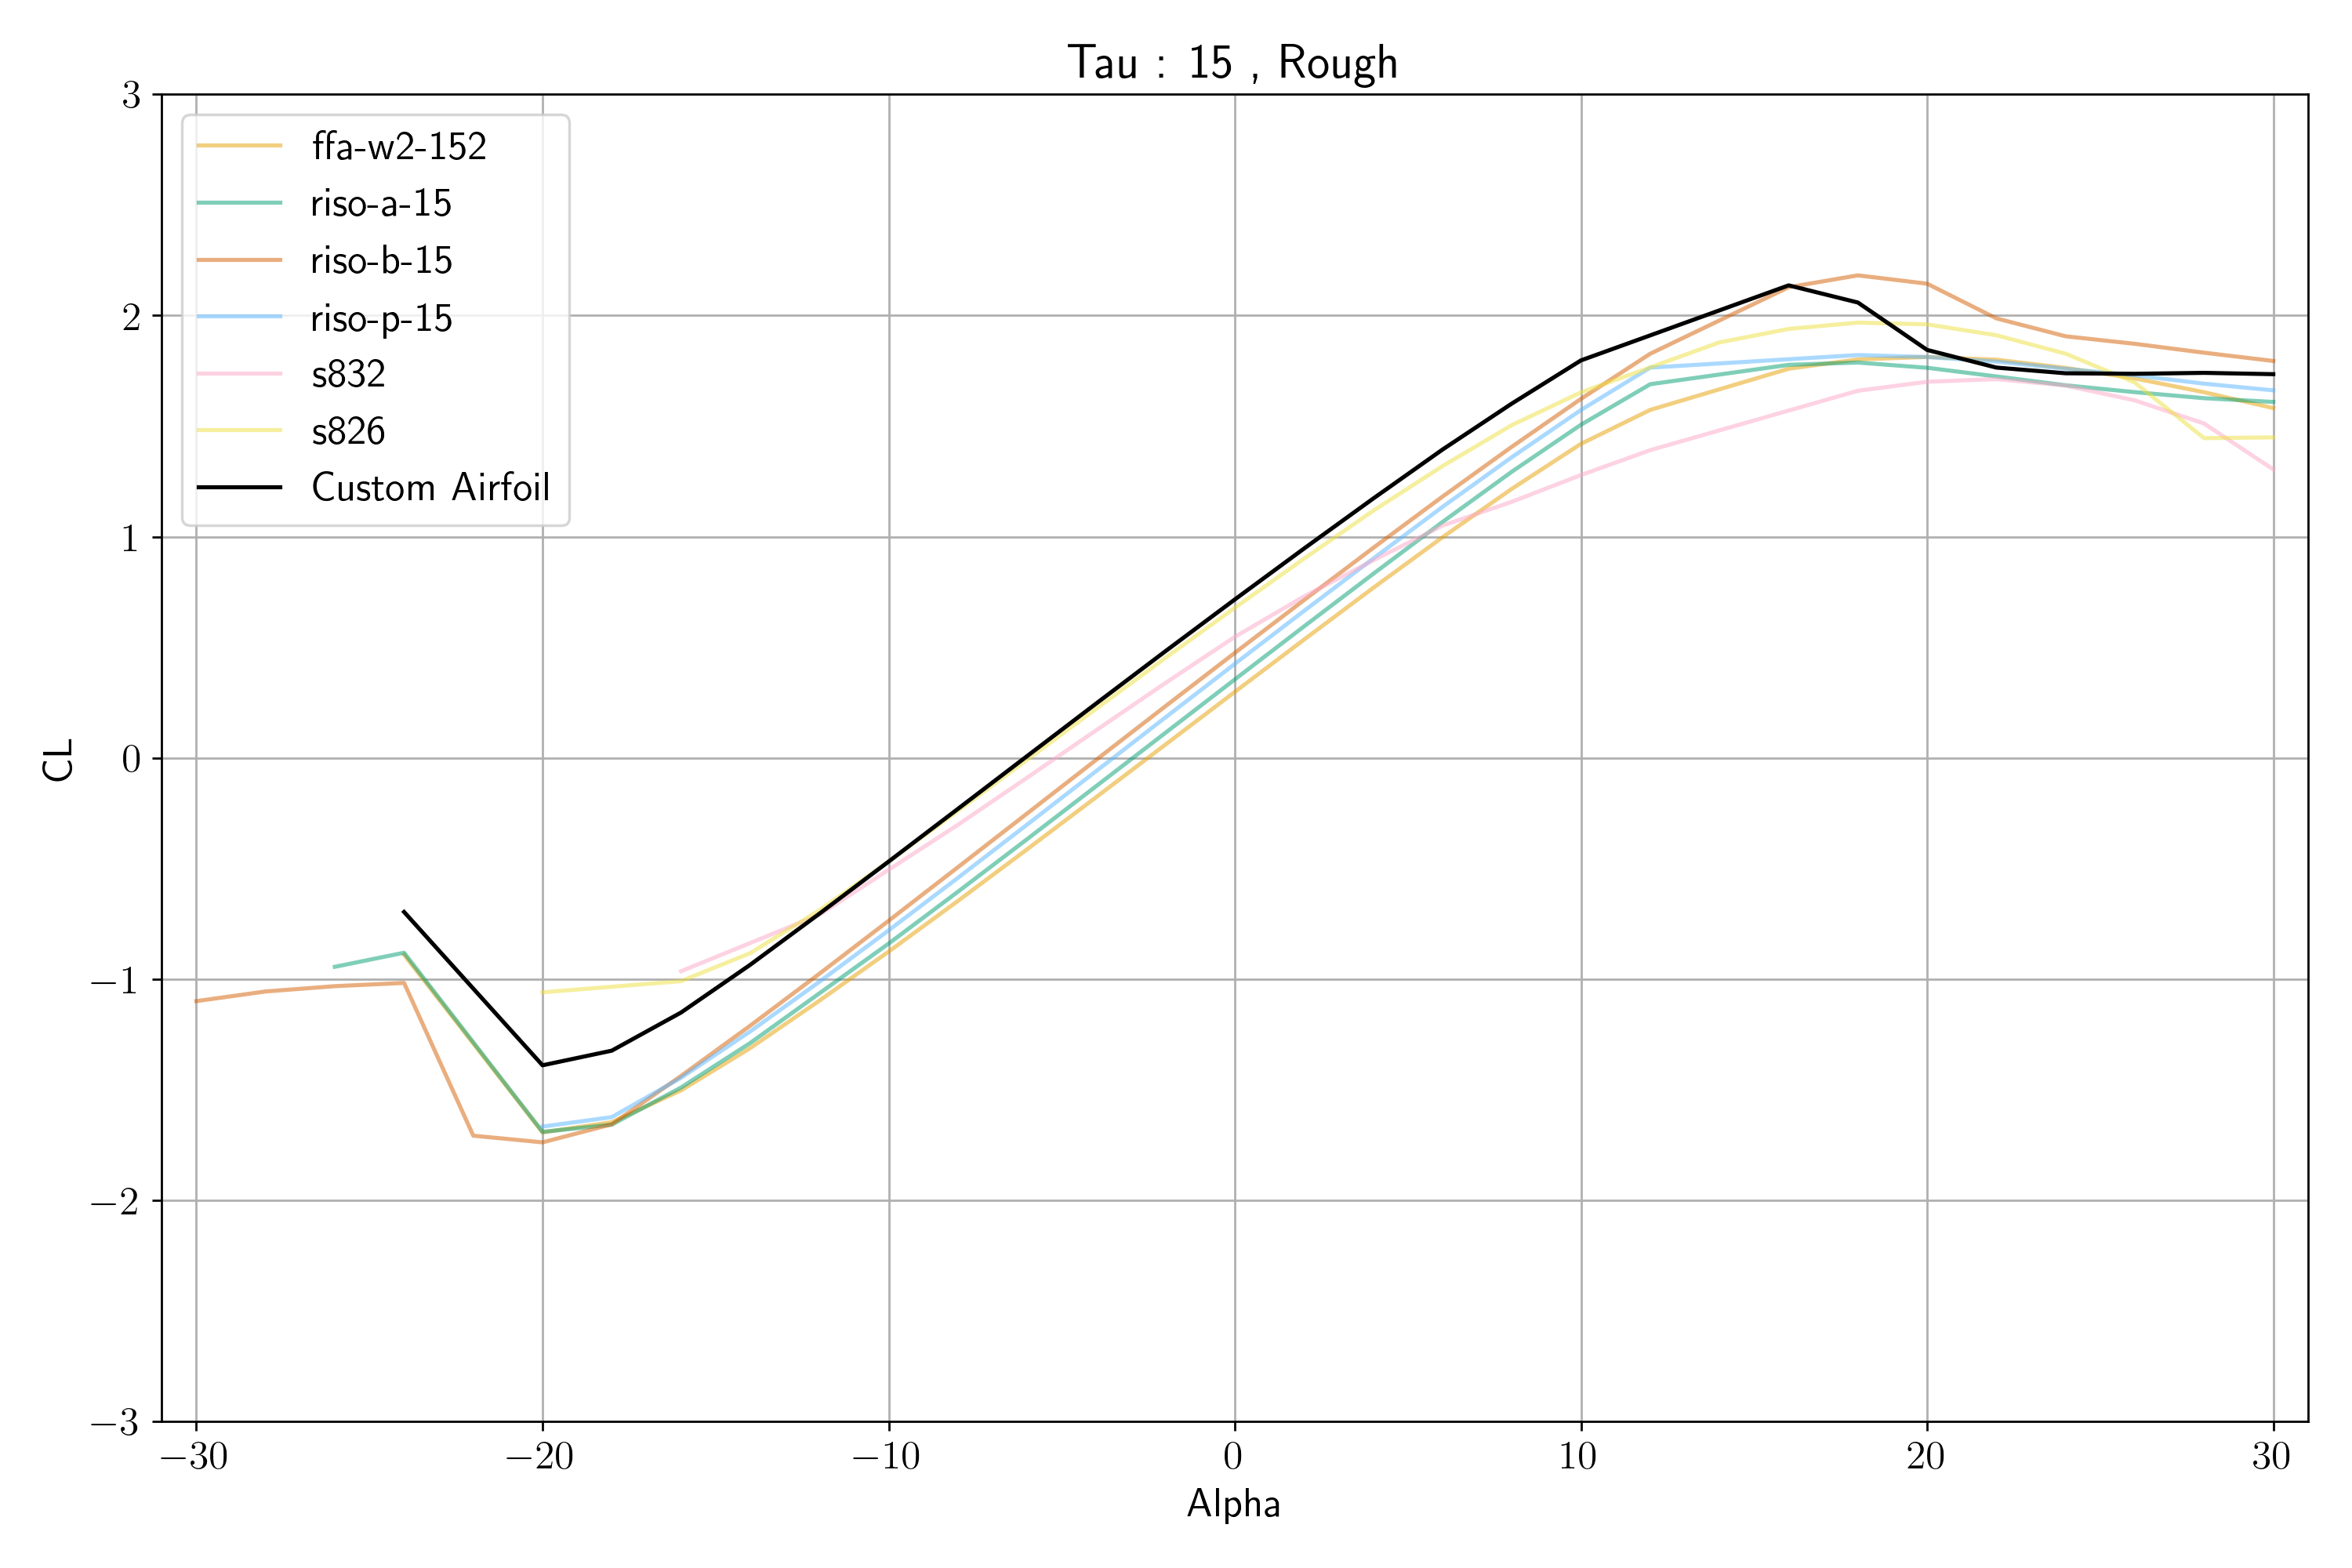 Tau : 15 , Rough
3
2
1
0
−1
−2
−3
CL
ffa-w2-152
riso-a-15
riso-b-15
riso-p-15
s832
s826
Custom Airfoil
−30 −20 −10 0 10 20 30
Alpha